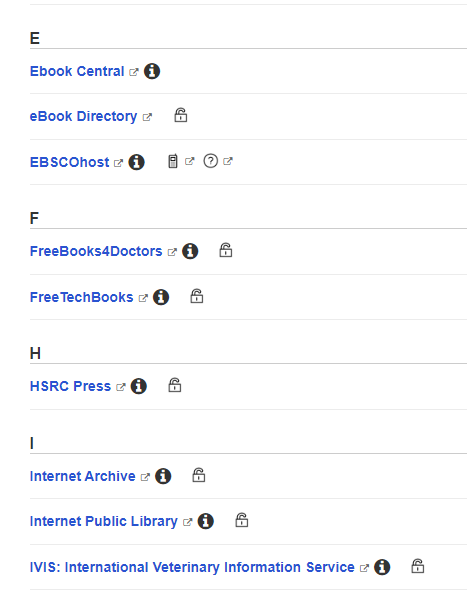 E
Ebook Central
eBook Directory
EBSCOhost
F
FreeBooks4Doctors
FreeTechBooks
H
HSRC Press
I
Internet Archive
Internet Public Library
IVIS: International Veterinary Information Service